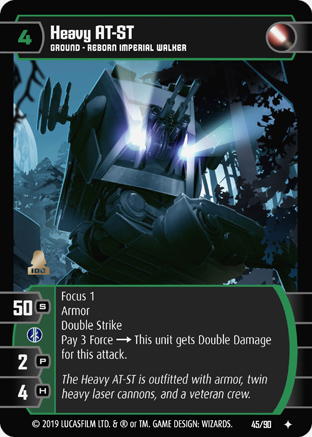 4
Heavy AT-ST
GROUND - REBORN IMPERIAL WALKER
100
50 S
2 P
4 H
Focus 1
Armor
Double Strike
Pay 3 Force → This unit gets Double Damage
for this attack.
The Heavy AT-ST is outfitted with armor, twin
heavy laser cannons, and a veteran crew.
© 2019 LUCASFILM LTD. & ® or TM. GAME DESIGN: WIZARDS. 45/90